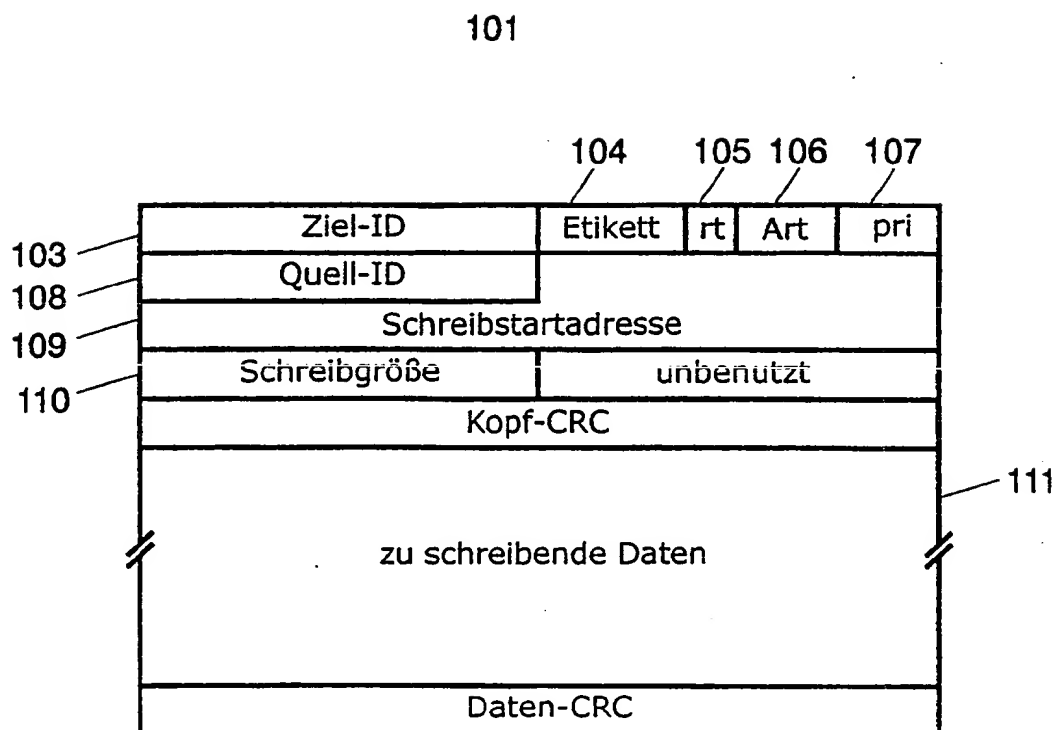 101
104 105 106 107
103 Ziel-ID Etikett rt Art pri
108 Quell-ID
109 Schreibstartadresse
110 Schreibgröße unbenutzt
Kopf-CRC
111
zu schreibende Daten
Daten-CRC